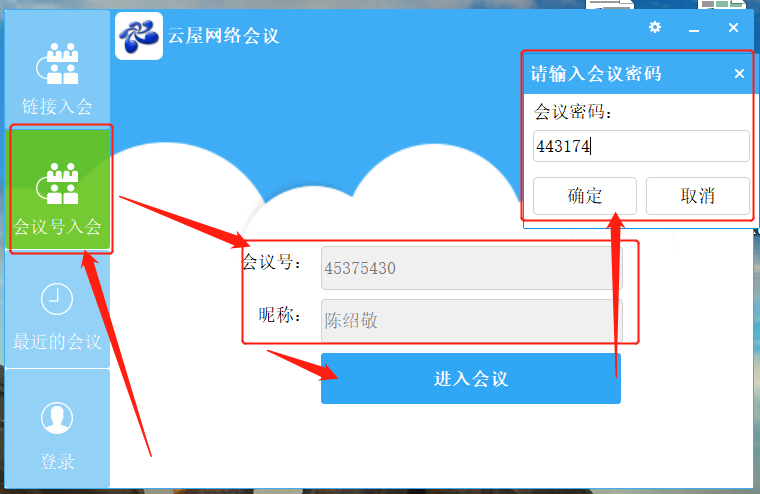 云屋网络会议
链接入会
会议号入会
最近的会议
登录
会议号：
45375430
昵称：
陈绍敬
进入会议
请输入会议密码
会议密码：
443174
确定
取消